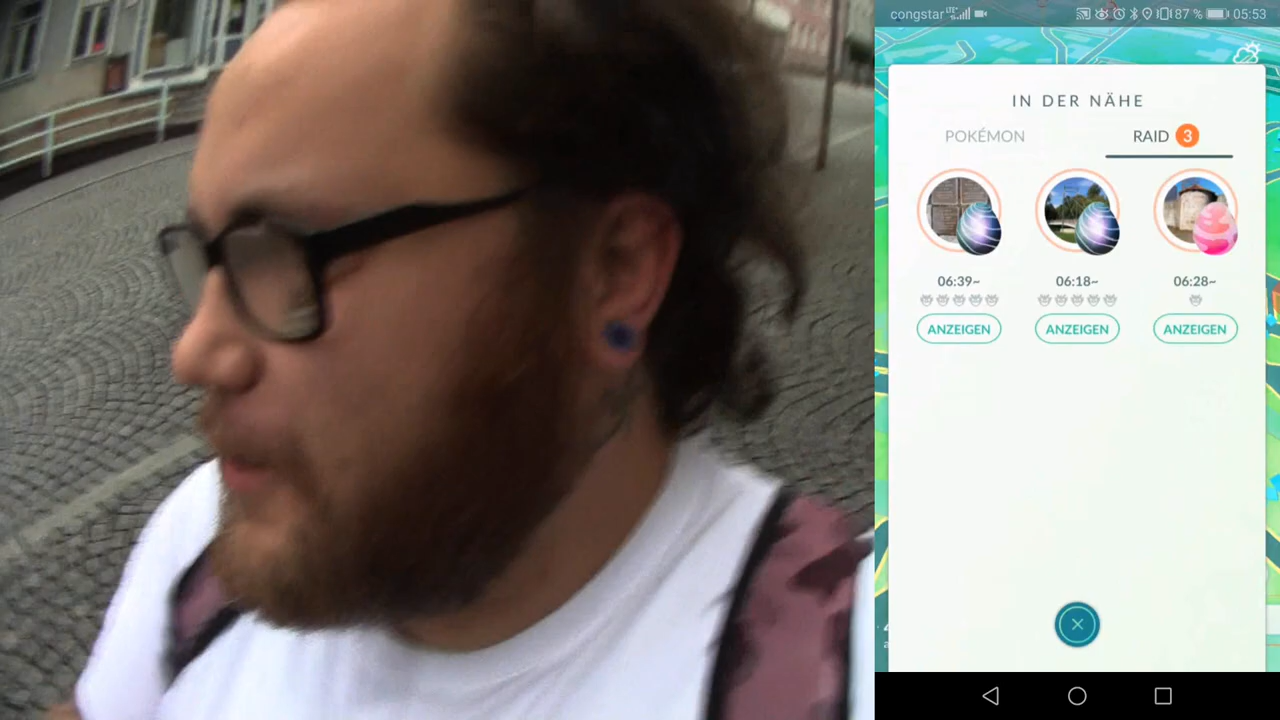 congstar LTE 87 % 05:53
IN DER NÄHE
POKÉMON RAID 3
06:39~ 06:18~ 06:28~
ANZEIGEN ANZEIGEN ANZEIGEN